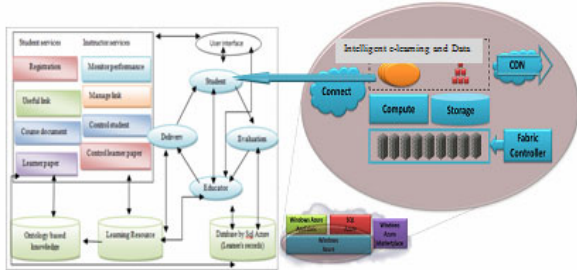 Student services
Instructor services
Registration
Monitor performance
Useful link
Manage link
Course document
Control student
Learner paper
Control learner paper
User interface
Student
Delivery
Evaluation
Educator
Ontology based
knowledge
Learning Resource
Database by Sql Azure
(Learner's records)
Intelligent e-learning and Data
Connect
CDN
Compute
Storage
Fabric
Controller
Windows Azure
SQL
Windows
Azure
Windows
Azure
Marketplace